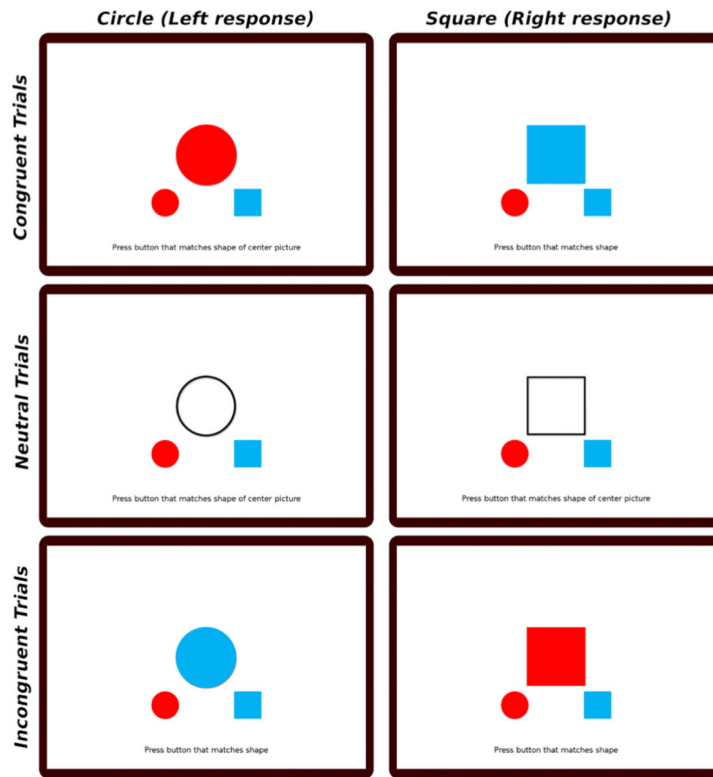 Circle (Left response)
Square (Right response)
Congruent Trials
Press button that matches shape of center picture
Press button that matches shape
Neutral Trials
Press button that matches shape of center picture
Press button that matches shape of center picture
Incongruent Trials
Press button that matches shape
Press button that matches shape